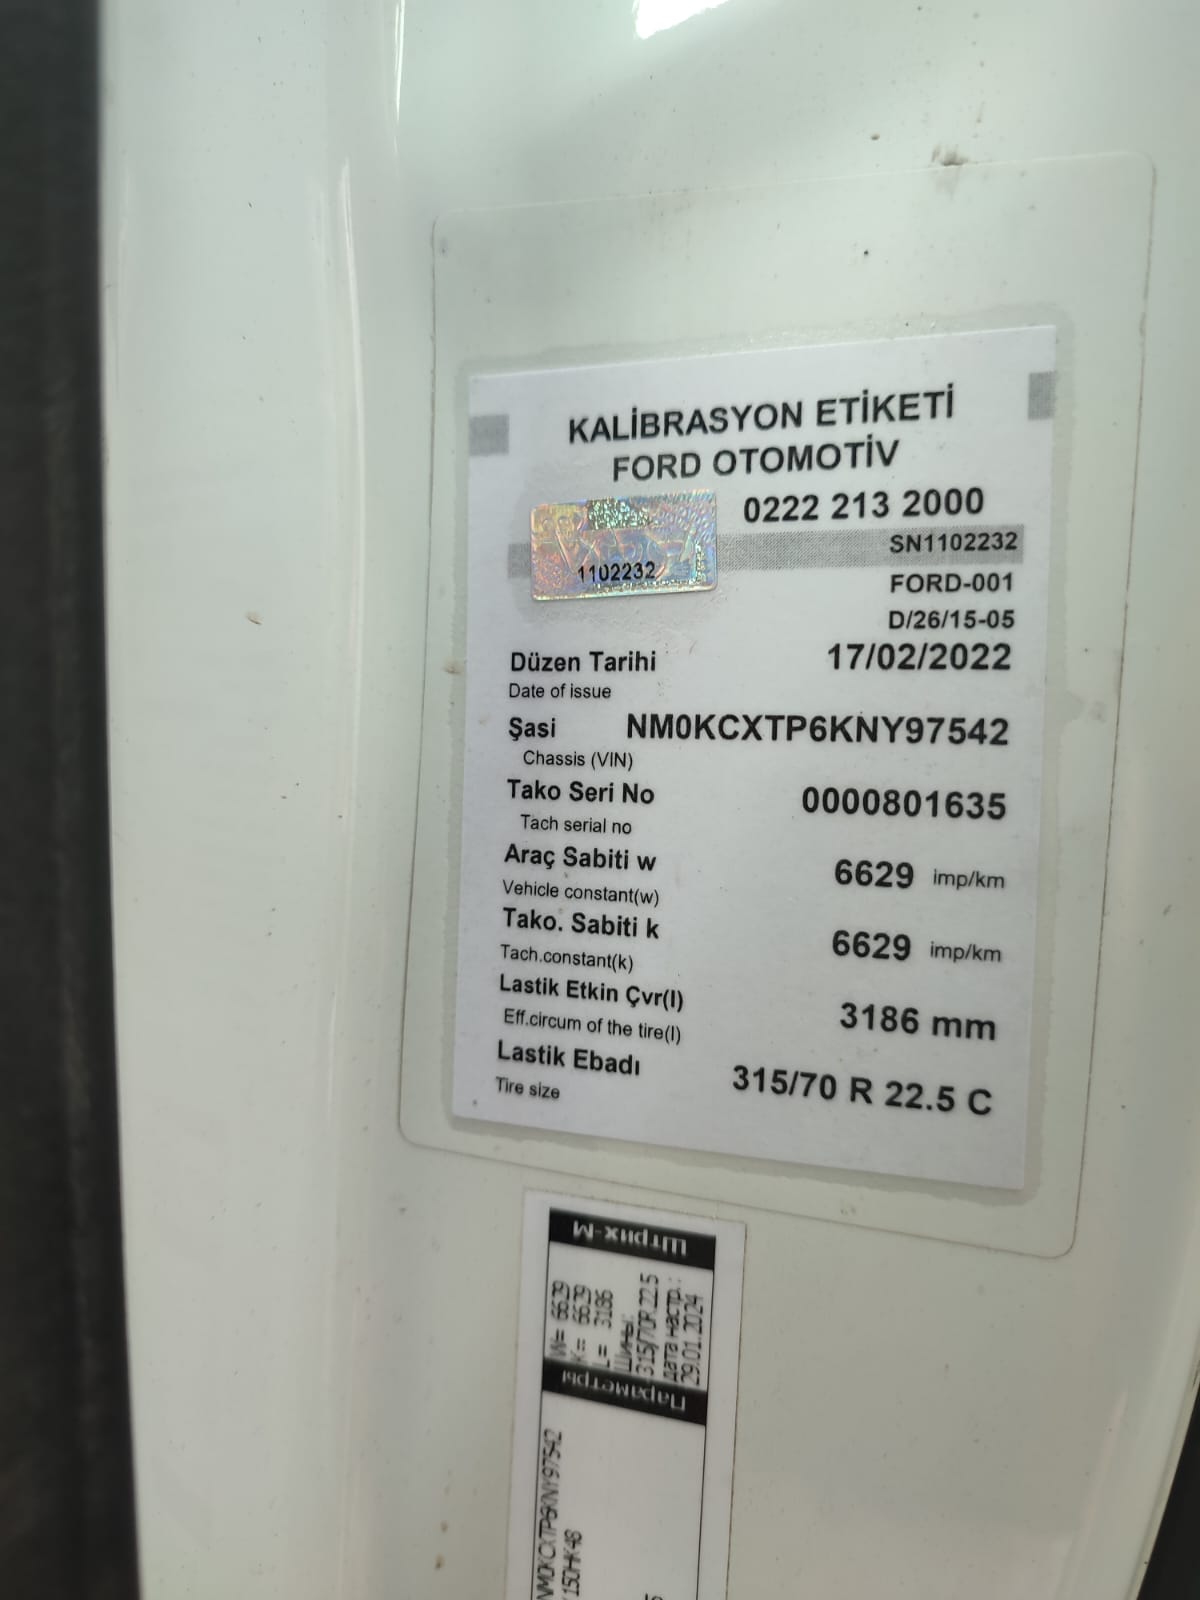 KALİBRASYON ETİKETİ
FORD OTOMOTİV
0222 213 2000
1102232
SN1102232
FORD-001
D/26/15-05
Düzen Tarihi 17/02/2022
Date of issue
Şasi NM0KCXTP6KNY97542
Chassis (VIN)
Tako Seri No 0000801635
Tach serial no
Araç Sabiti w 6629 imp/km
Vehicle constant(w)
Tako. Sabiti k 6629 imp/km
Tach.constant(k)
Lastik Etkin Çvr(l) 3186 mm
Eff.circum of the tire(l)
Lastik Ebadı 315/70 R 22.5 C
Tire size
Штрих-М
W= 6629
K= 6629
L= 3186
Шины:
315/70R 22.5
дата настр.:
29.01.2024
Параметры
NM0KCXTP6KNY97542
150HK48